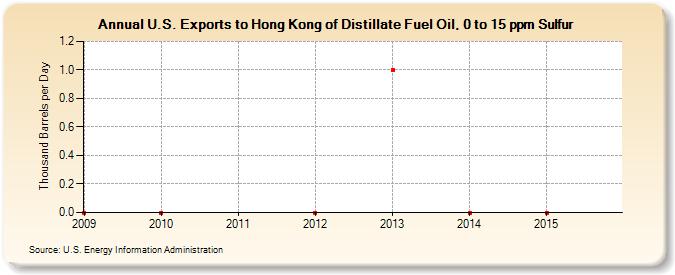 Annual U.S. Exports to Hong Kong of Distillate Fuel Oil, 0 to 15 ppm Sulfur
Thousand Barrels per Day
1.2
1.0
0.8
0.6
0.4
0.2
0.0
2009 2010 2011 2012 2013 2014 2015
Source: U.S. Energy Information Administration